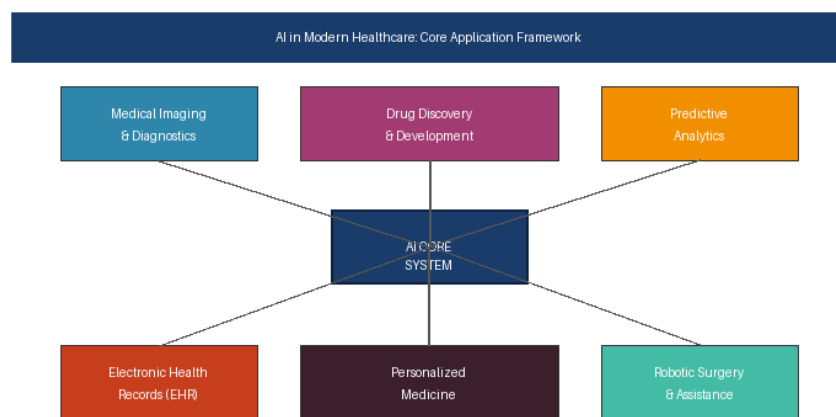 AI in Modern Healthcare: Core Application Framework
Medical Imaging
& Diagnostics
Drug Discovery
& Development
Predictive
Analytics
AI CORE
SYSTEM
Electronic Health
Records (EHR)
Personalized
Medicine
Robotic Surgery
& Assistance